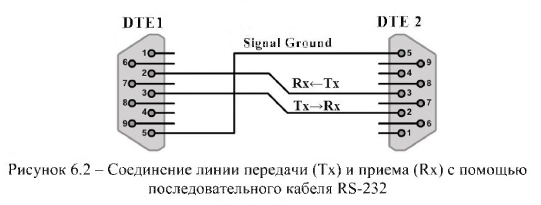 DTE1
DTE 2
Signal Ground
1
6
2
7
3
8
4
9
5
5
9
4
8
3
7
2
6
1
Rx←Tx
Tx→Rx
Рисунок 6.2 – Соединение линии передачи (Tx) и приема (Rx) с помощью
последовательного кабеля RS-232